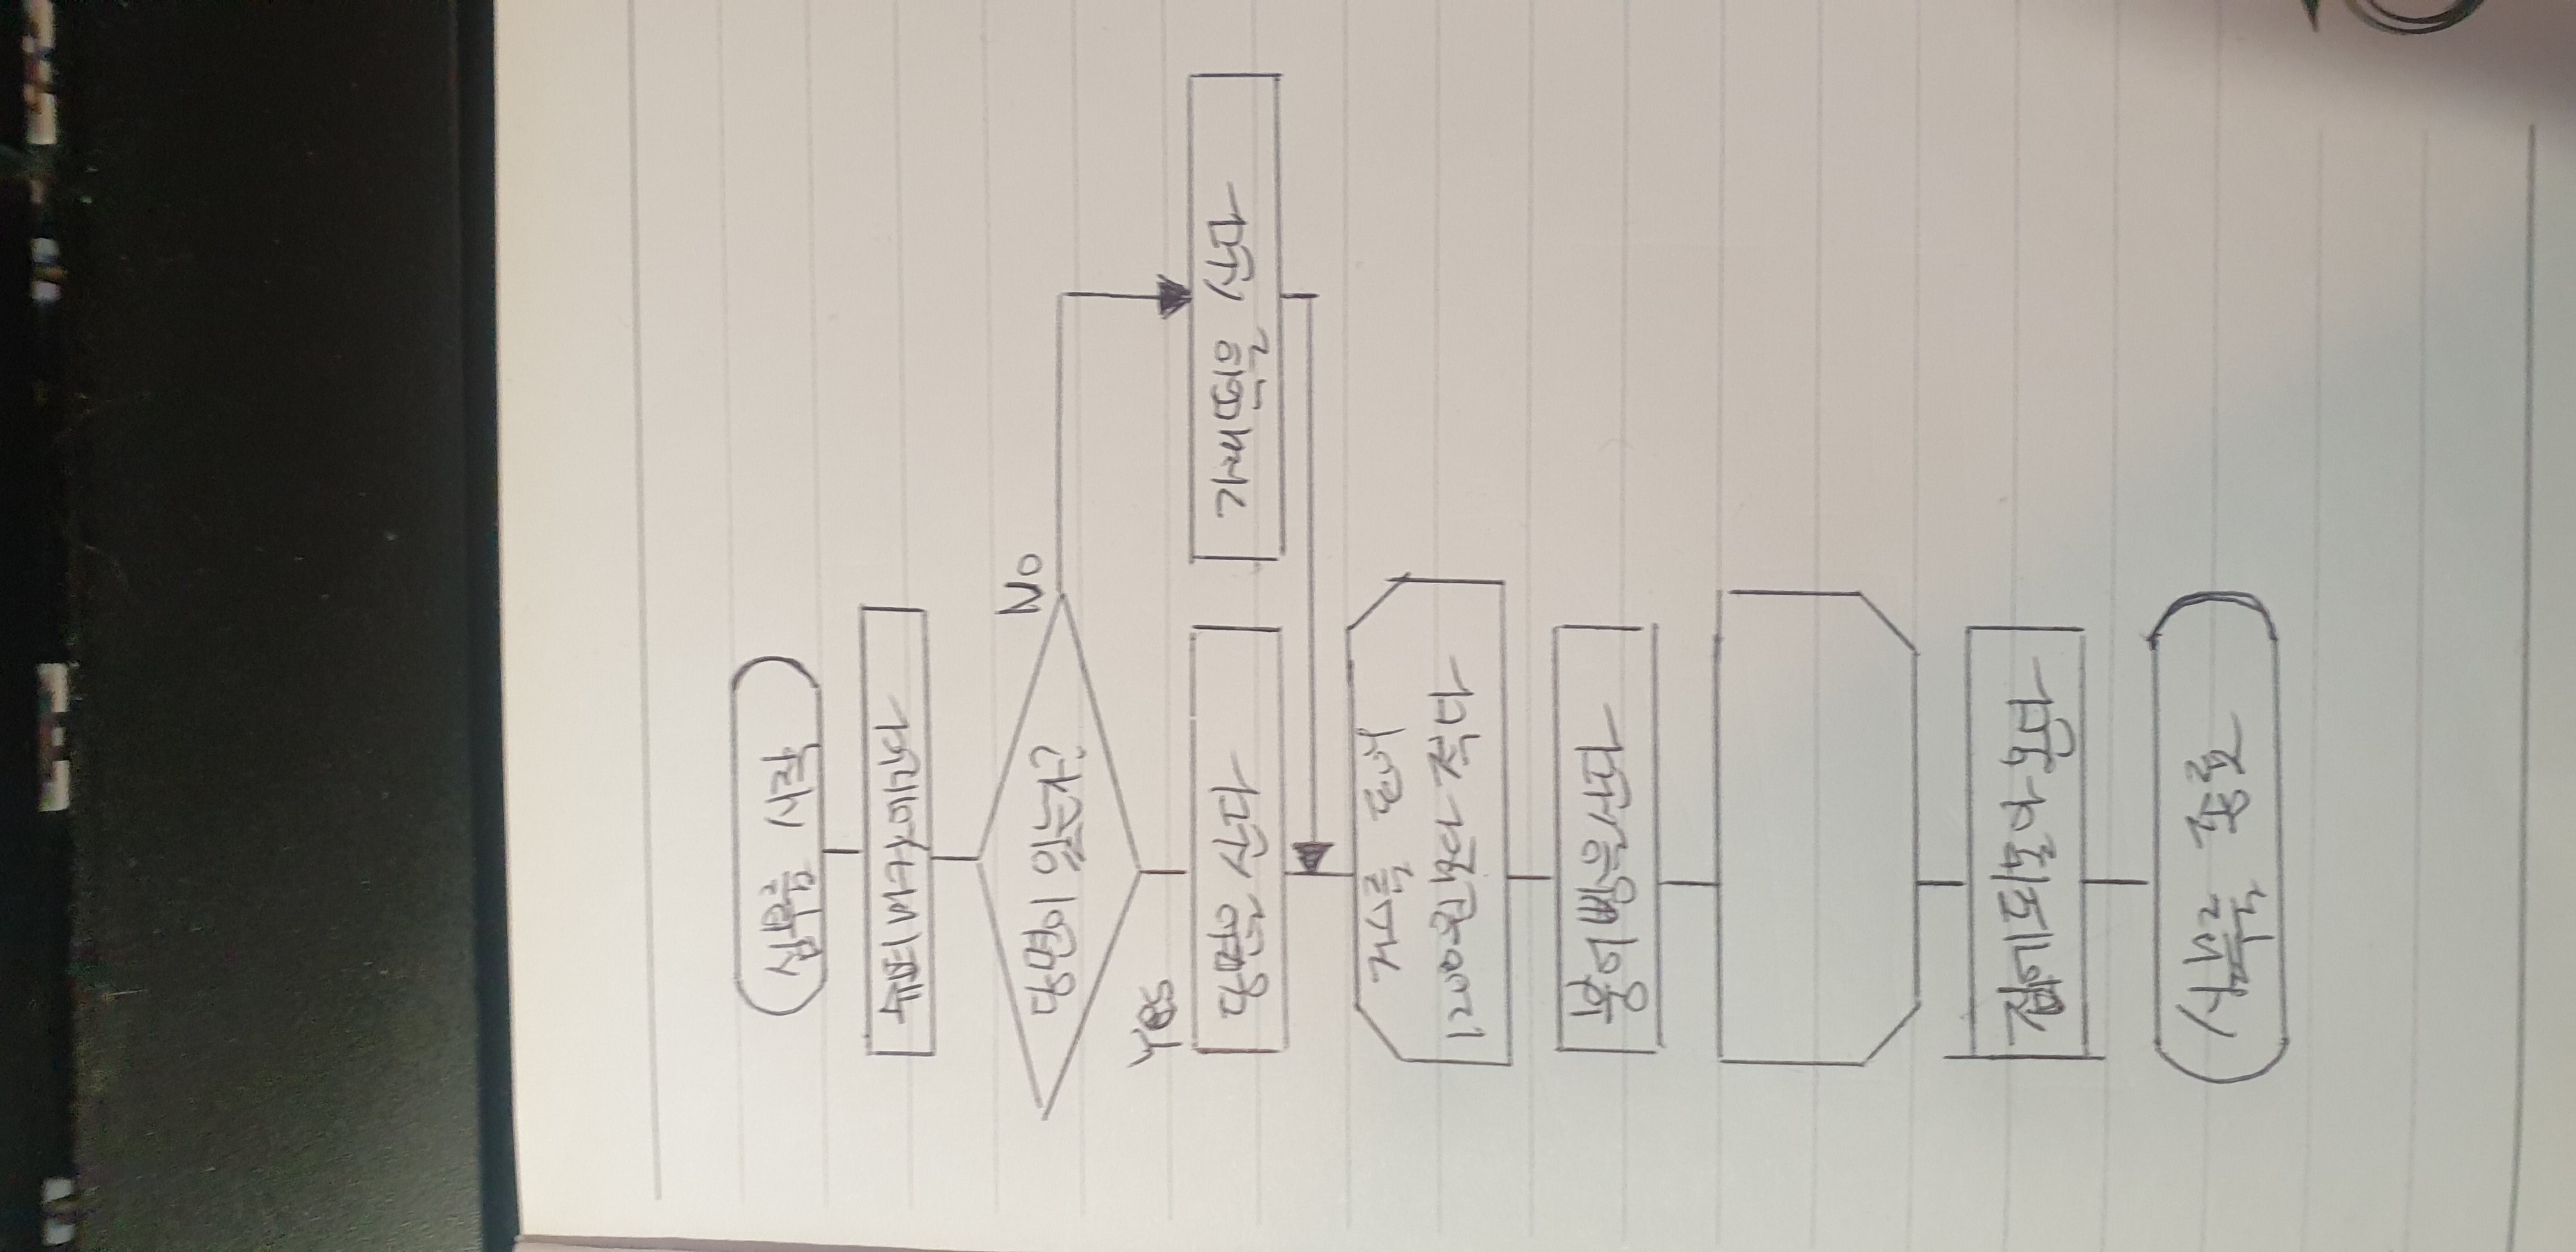 심부름 시작
슈퍼마켓에간다
당면이 있는가?
No
Yes
당면을 산다
가래떡을 산다
거스름 돈이
1200원보다 적다
붕어빵을산다
집에되돌아 온다
심부름 종료